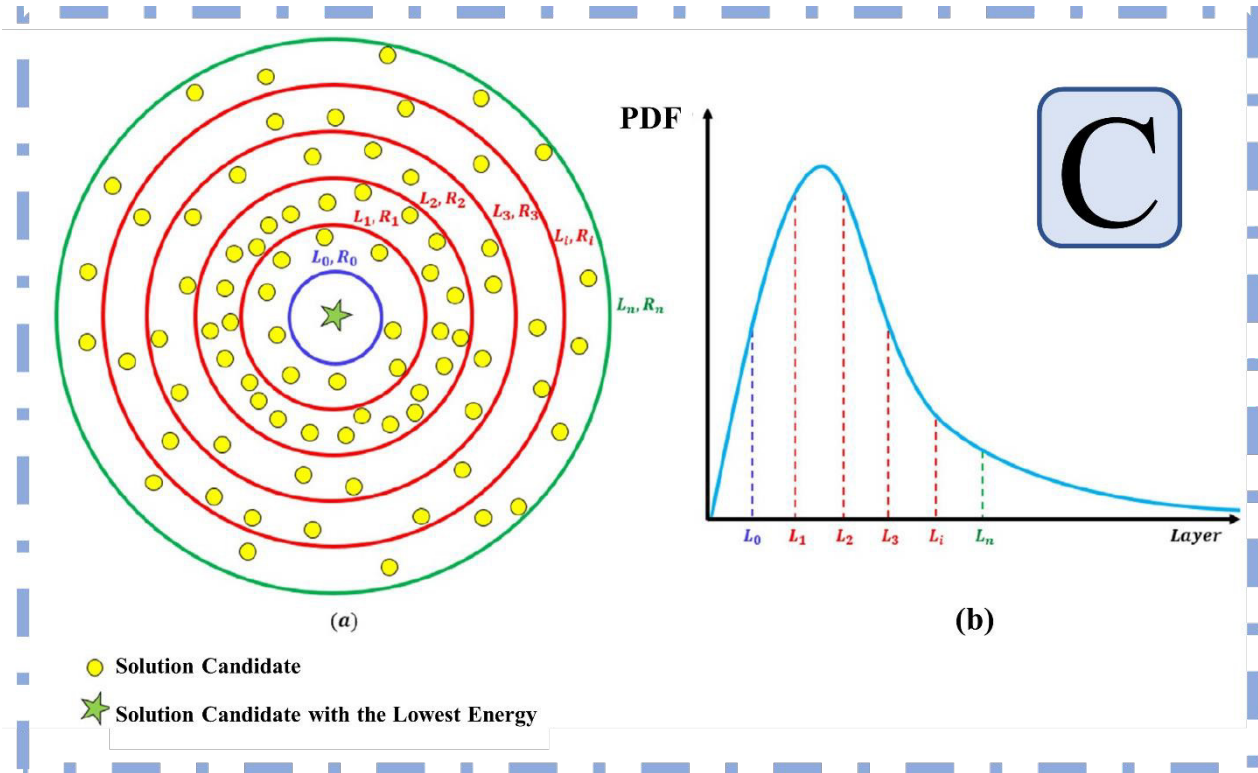 PDF
C
L₂, R₂
L₁, R₁
L₃, R₃
Lᵢ, Rᵢ
L₀, R₀
Lₙ, Rₙ
L₀ L₁ L₂ L₃ Lᵢ Lₙ Layer
(a)
(b)
Solution Candidate
Solution Candidate with the Lowest Energy